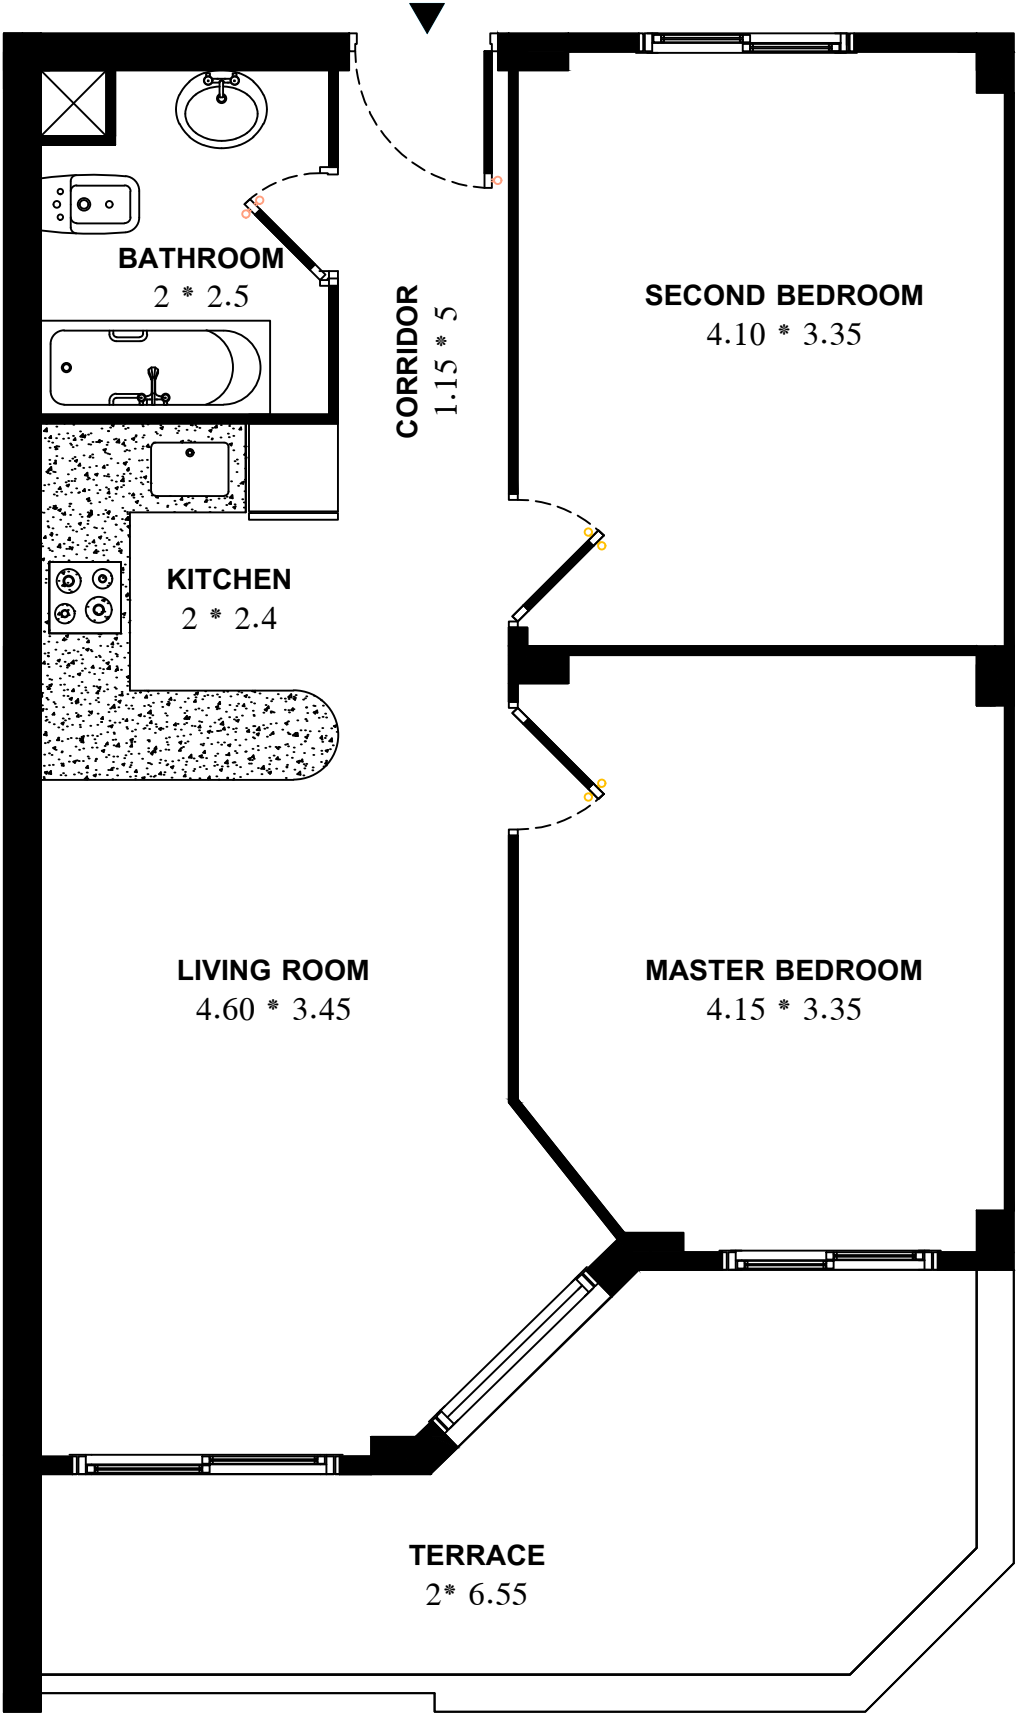 BATHROOM
2 * 2.5
CORRIDOR
1.15 * 5
SECOND BEDROOM
4.10 * 3.35
KITCHEN
2 * 2.4
LIVING ROOM
4.60 * 3.45
MASTER BEDROOM
4.15 * 3.35
TERRACE
2* 6.55